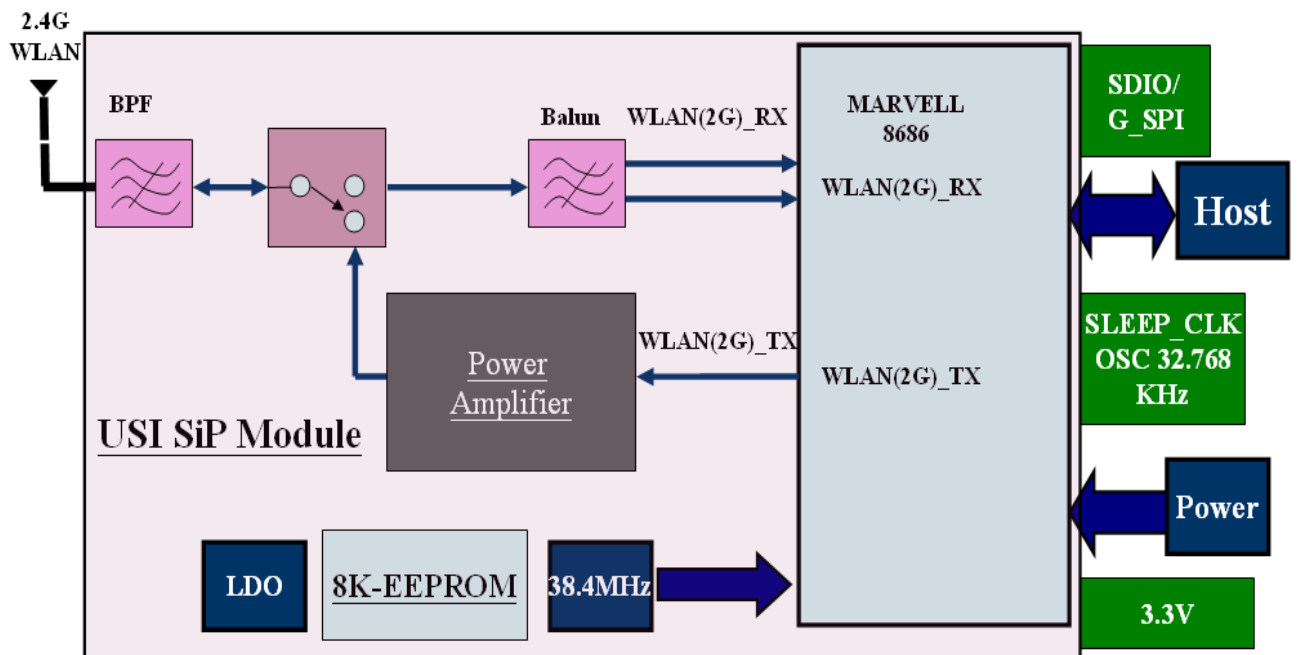 2.4G
WLAN
BPF
Balun
WLAN(2G)_RX
MARVELL
8686
WLAN(2G)_RX
SDIO/
G_SPI
Host
WLAN(2G)_TX
WLAN(2G)_TX
Power
Amplifier
SLEEP_CLK
OSC 32.768
KHz
USI SiP Module
Power
LDO
8K-EEPROM
38.4MHz
3.3V